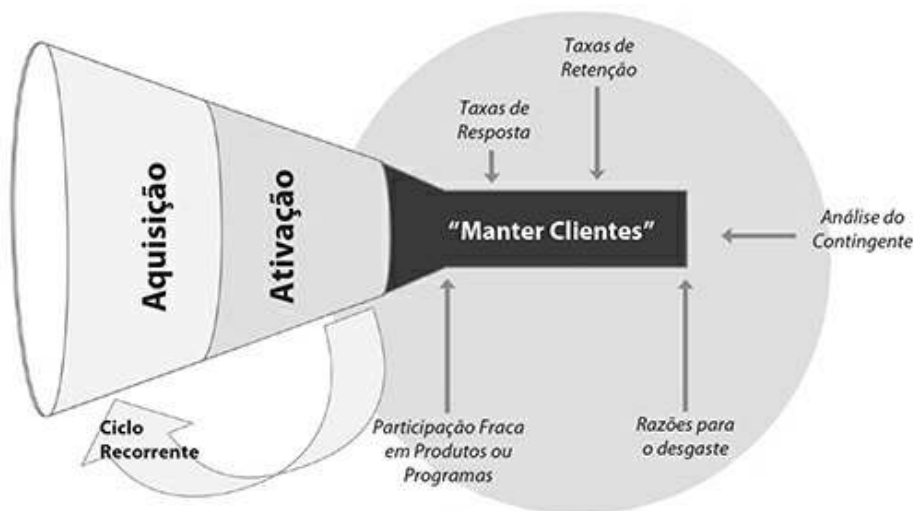 Aquisição
Ativação
Taxas de
Resposta
Taxas de
Retenção
"Manter Clientes"
Análise do
Contingente
Ciclo
Recorrente
Participação Fraca
em Produtos ou
Programas
Razões para
o desgaste